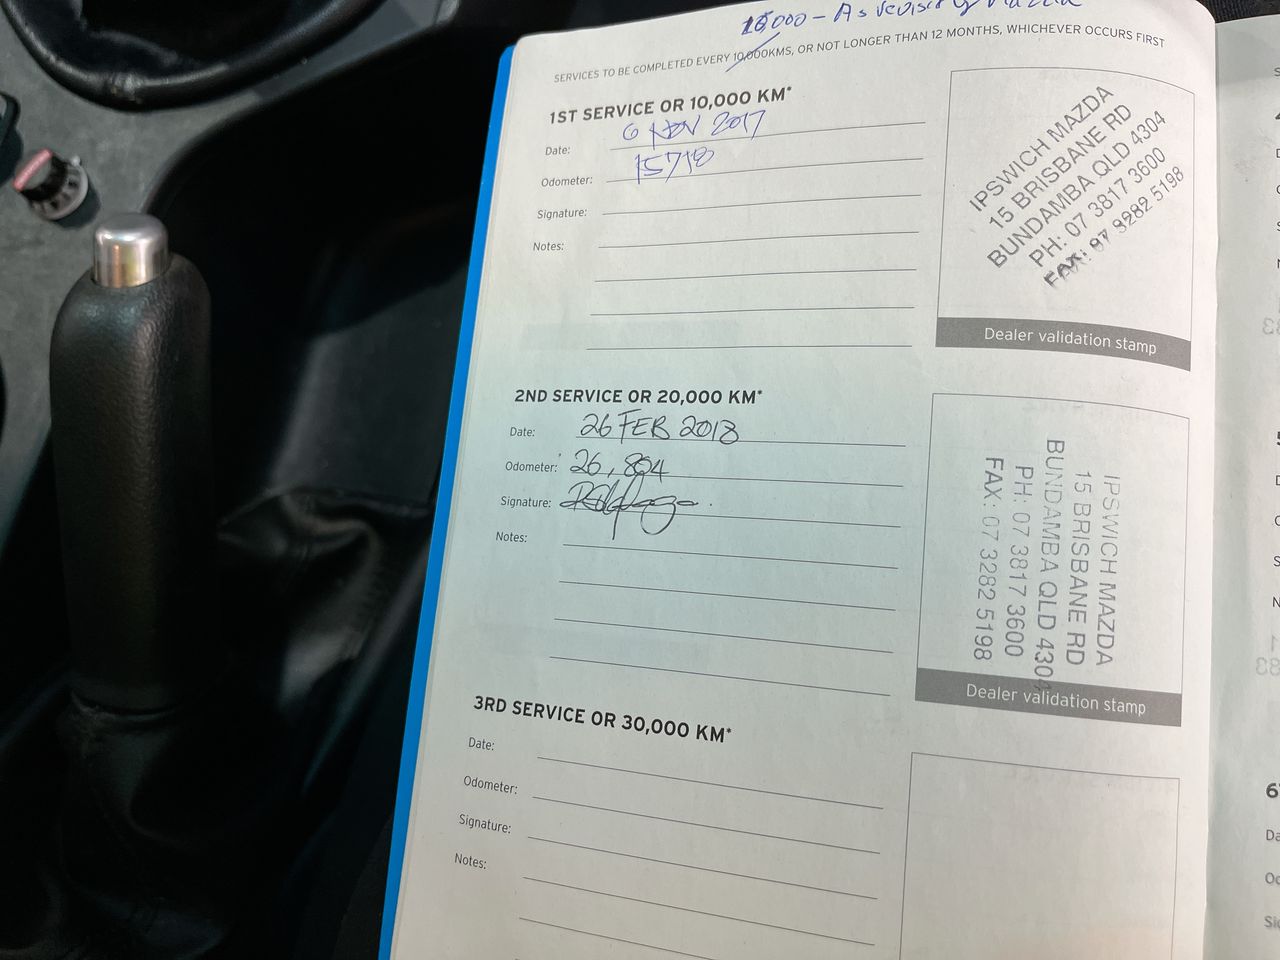 15,000 - As revised by Mazda
SERVICES TO BE COMPLETED EVERY 10,000KMS, OR NOT LONGER THAN 12 MONTHS, WHICHEVER OCCURS FIRST
1ST SERVICE OR 10,000 KM*
Date: 6 NOV 2017
Odometer: 15718
Signature:
Notes:
IPSWICH MAZDA
15 BRISBANE RD
BUNDAMBA QLD 4304
PH: 07 3817 3600
FAX: 07 3282 5198
Dealer validation stamp
2ND SERVICE OR 20,000 KM*
Date: 26 FEB 2018
Odometer: 26,804
Signature:
Notes:
IPSWICH MAZDA
15 BRISBANE RD
BUNDAMBA QLD 4304
PH: 07 3817 3600
FAX: 07 3282 5198
Dealer validation stamp
3RD SERVICE OR 30,000 KM*
Date:
Odometer:
Signature:
Notes: